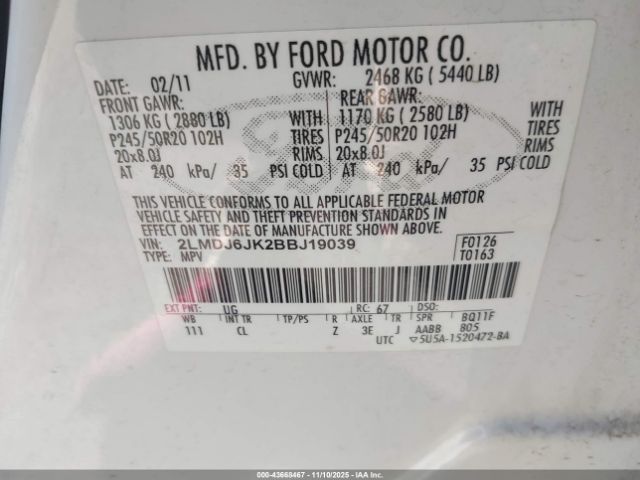 MFD. BY FORD MOTOR CO.
DATE: 02/11 GVWR: 2468 KG ( 5440 LB)
FRONT GAWR: REAR GAWR:
1306 KG ( 2880 LB) WITH 1170 KG ( 2580 LB) WITH
P245/50R20 102H TIRES P245/50R20 102H TIRES
20x8.0J RIMS 20x8.0J RIMS
AT 240 kPa/ 35 PSI COLD AT 240 kPa/ 35 PSI COLD
THIS VEHICLE CONFORMS TO ALL APPLICABLE FEDERAL MOTOR
VEHICLE SAFETY AND THEFT PREVENTION STANDARDS IN
EFFECT ON THE DATE OF MANUFACTURE SHOWN ABOVE.
VIN: 2LMDJ6JK2BBJ19039 F0126
TYPE: MPV T0163
EXT PNT: UG RC: 67 DSO:
WB INT TR TP/PS R AXLE TR SPR BQ11F
111 CL Z 3E J AABB B05
UTC ▽5U5A-1520472-BA
000-43668467 - 11/10/2025 - IAAI.com